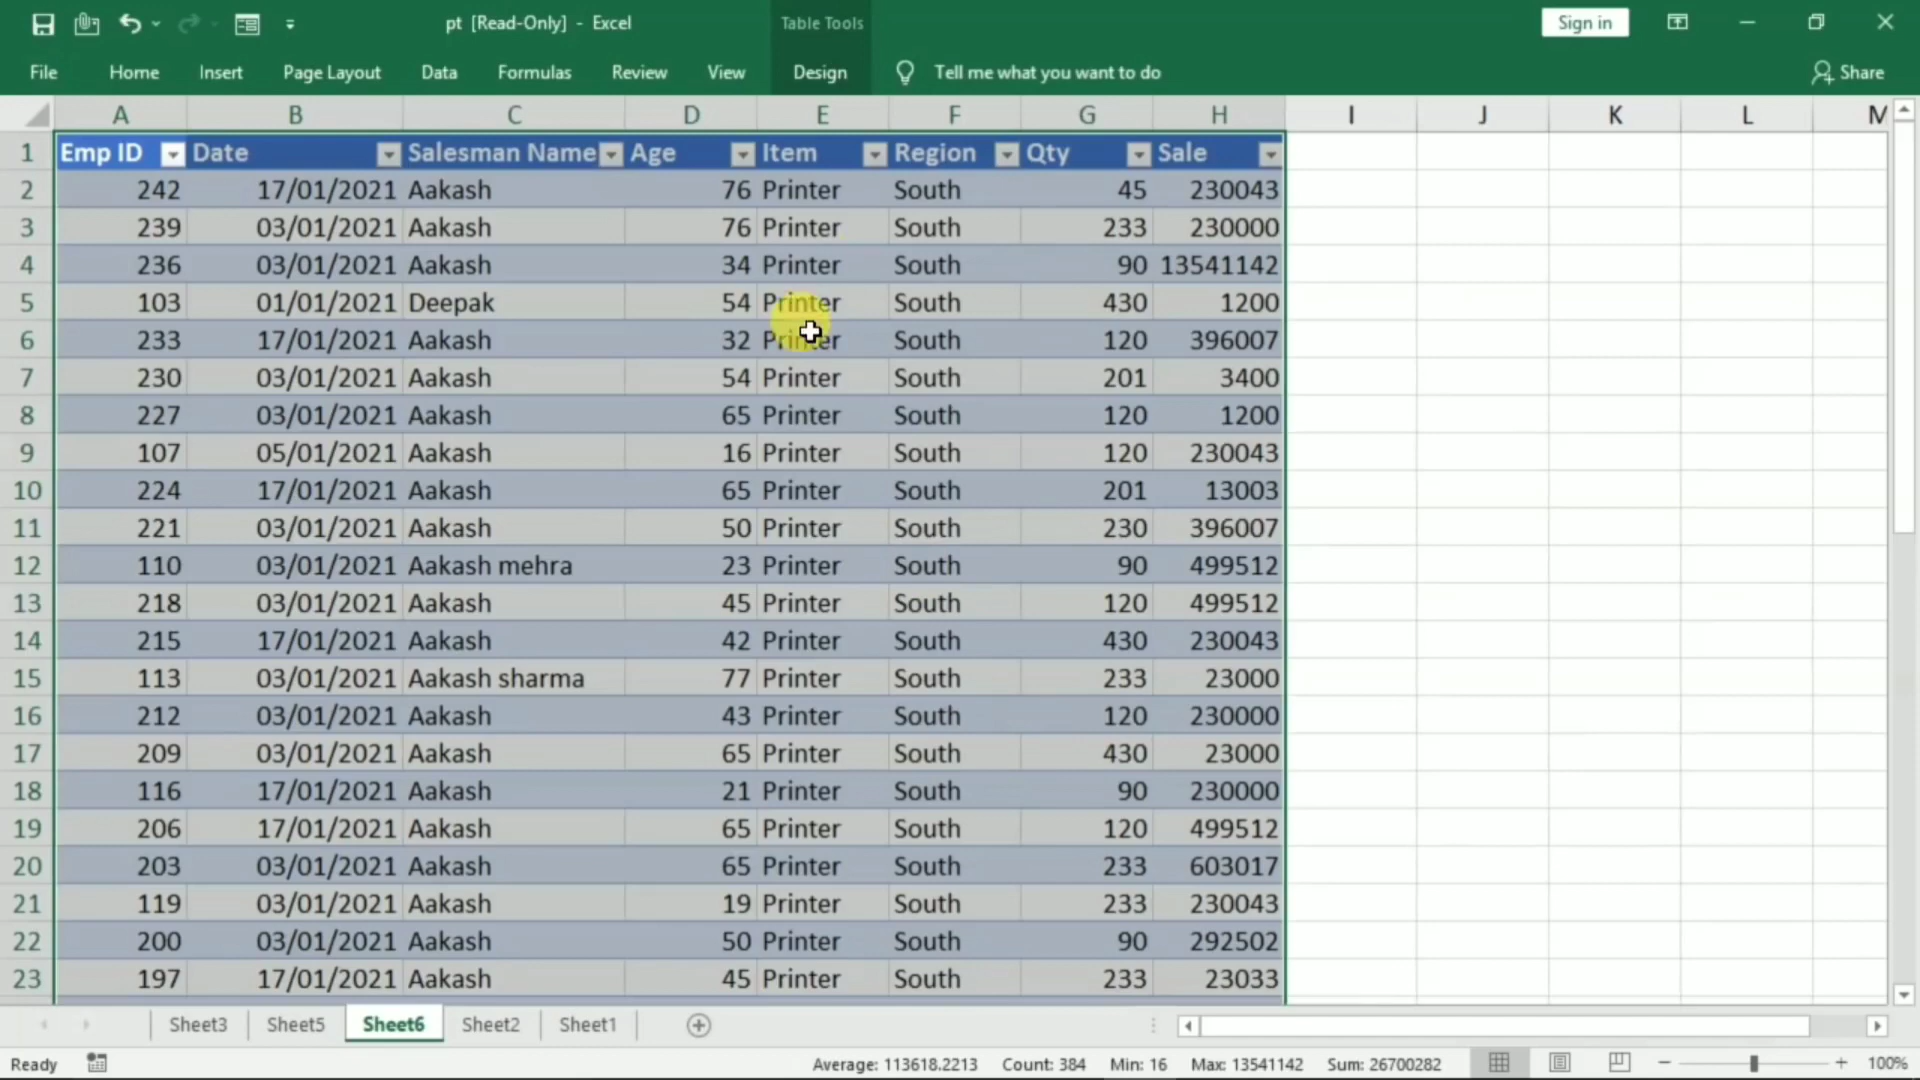 pt [Read-Only] - Excel
Table Tools
Sign in
File Home Insert Page Layout Data Formulas Review View Design Tell me what you want to do Share
A B C D E F G H I J K L M
1 Emp ID Date Salesman Name Age Item Region Qty Sale
2 242 17/01/2021 Aakash 76 Printer South 45 230043
3 239 03/01/2021 Aakash 76 Printer South 233 230000
4 236 03/01/2021 Aakash 34 Printer South 90 13541142
5 103 01/01/2021 Deepak 54 Printer South 430 1200
6 233 17/01/2021 Aakash 32 Printer South 120 396007
7 230 03/01/2021 Aakash 54 Printer South 201 3400
8 227 03/01/2021 Aakash 65 Printer South 120 1200
9 107 05/01/2021 Aakash 16 Printer South 120 230043
10 224 17/01/2021 Aakash 65 Printer South 201 13003
11 221 03/01/2021 Aakash 50 Printer South 230 396007
12 110 03/01/2021 Aakash mehra 23 Printer South 90 499512
13 218 03/01/2021 Aakash 45 Printer South 120 499512
14 215 17/01/2021 Aakash 42 Printer South 430 230043
15 113 03/01/2021 Aakash sharma 77 Printer South 233 23000
16 212 03/01/2021 Aakash 43 Printer South 120 230000
17 209 03/01/2021 Aakash 65 Printer South 430 23000
18 116 17/01/2021 Aakash 21 Printer South 90 230000
19 206 17/01/2021 Aakash 65 Printer South 120 499512
20 203 03/01/2021 Aakash 65 Printer South 233 603017
21 119 03/01/2021 Aakash 19 Printer South 233 230043
22 200 03/01/2021 Aakash 50 Printer South 90 292502
23 197 17/01/2021 Aakash 45 Printer South 233 23033
Sheet3 Sheet5 Sheet6 Sheet2 Sheet1
Ready Average: 113618.2213 Count: 384 Min: 16 Max: 13541142 Sum: 26700282 100%